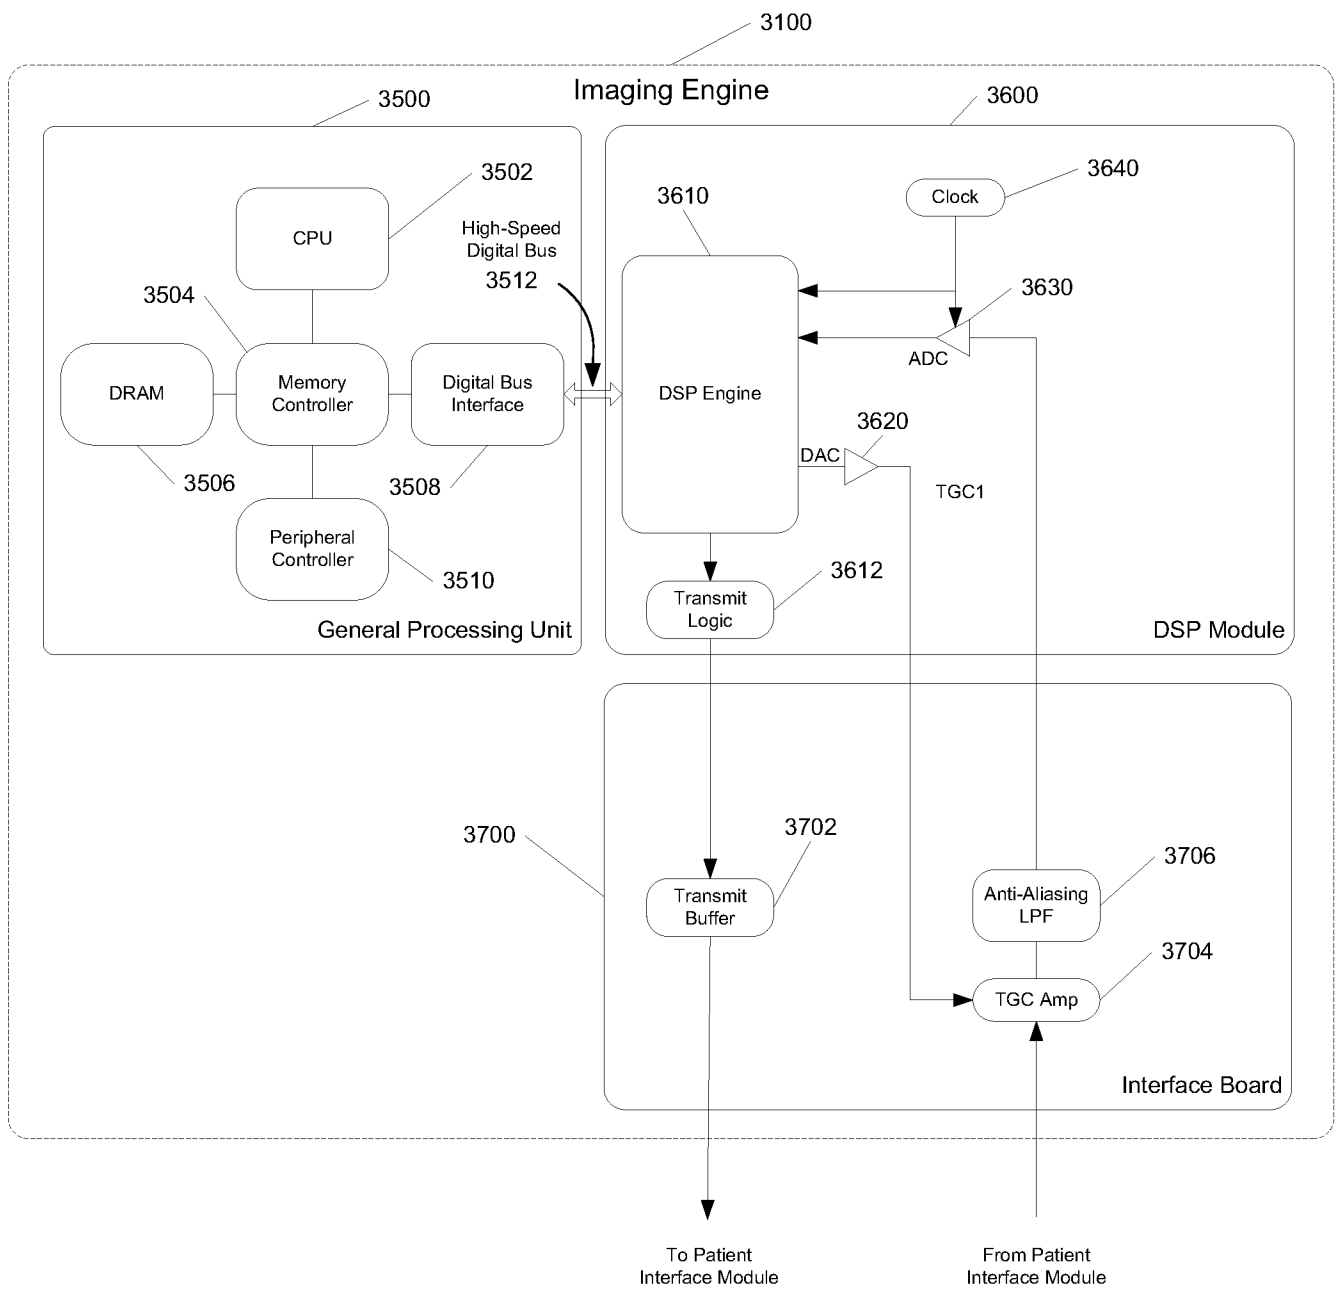 3100
Imaging Engine
3500
3600
3502
3640
3610
Clock
High-Speed
Digital Bus
3512
CPU
3504
3630
ADC
DRAM
Memory
Controller
Digital Bus
Interface
DSP Engine
3620
DAC
TGC1
3506
3508
Peripheral
Controller
3510
3612
Transmit
Logic
General Processing Unit
DSP Module
3700
3702
3706
Transmit
Buffer
Anti-Aliasing
LPF
3704
TGC Amp
Interface Board
To Patient
Interface Module
From Patient
Interface Module